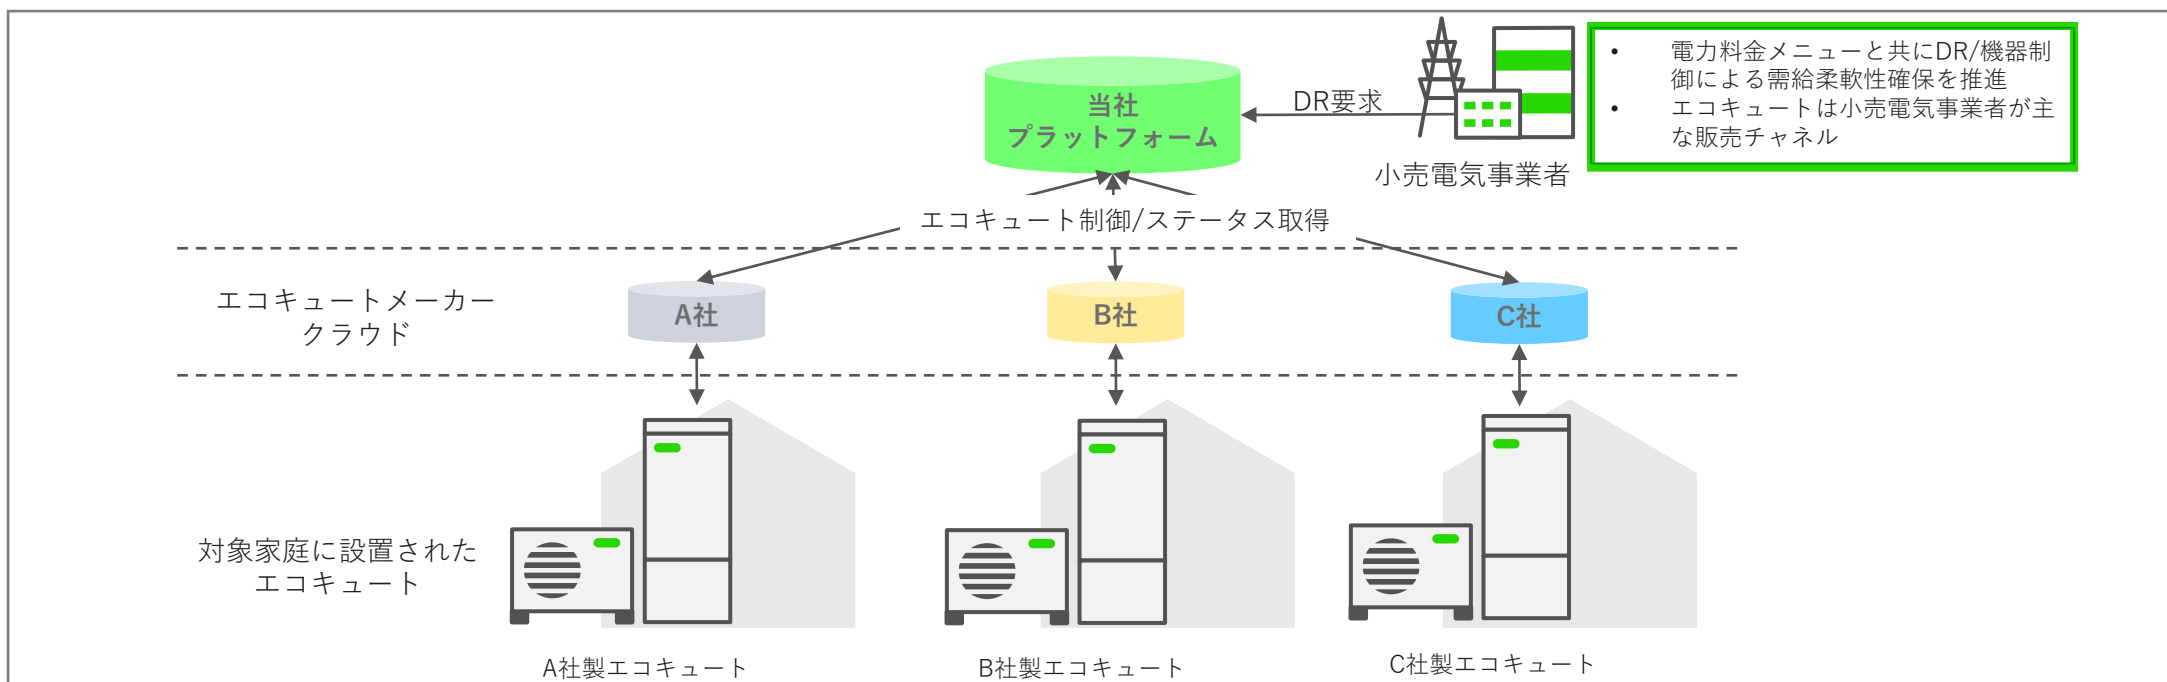 当社
プラットフォーム
DR要求
小売電気事業者
• 電力料金メニューと共にDR/機器制
御による需給柔軟性確保を推進
• エコキュートは小売電気事業者が主
な販売チャネル
エコキュート制御/ステータス取得
エコキュートメーカー
クラウド
A社
B社
C社
対象家庭に設置された
エコキュート
A社製エコキュート
B社製エコキュート
C社製エコキュート